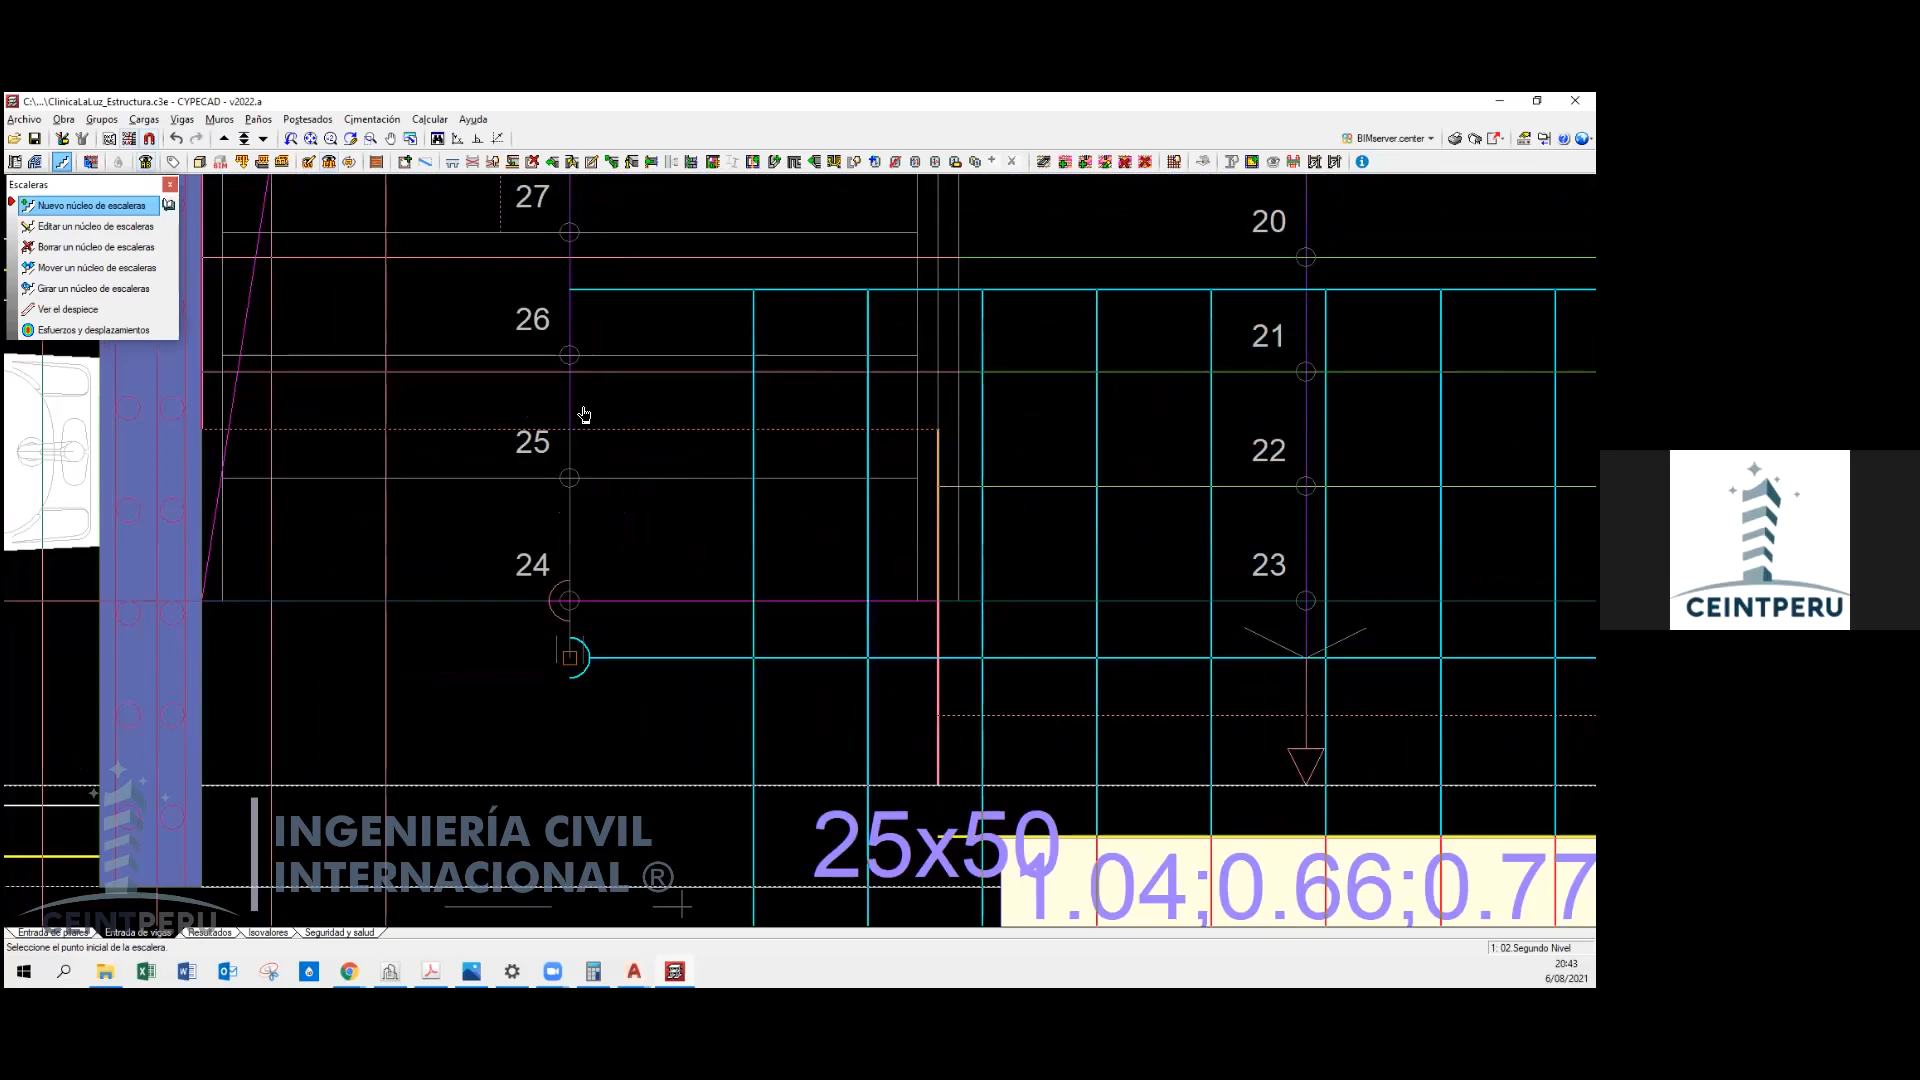 C:\...\ClinicaLaLuz_Estructura.c3e - CYPECAD - v2022.a
Archivo Obra Grupos Cargas Vigas Muros Paños Postesados Cimentación Calcular Ayuda
BIMserver.center
Escaleras
Nuevo núcleo de escaleras
Editar un núcleo de escaleras
Borrar un núcleo de escaleras
Mover un núcleo de escaleras
Girar un núcleo de escaleras
Ver el despiece
Esfuerzos y desplazamientos
27
20
26
21
25
22
24
23
25x50
1.04;0.66;0.77
INGENIERÍA CIVIL
INTERNACIONAL ®
CEINTPERU
CEINTPERU
Entrada de pilares Entrada de vigas Resultados Isovalores Seguridad y salud
Seleccione el punto inicial de la escalera.
1: 02.Segundo Nivel
20:43
6/08/2021